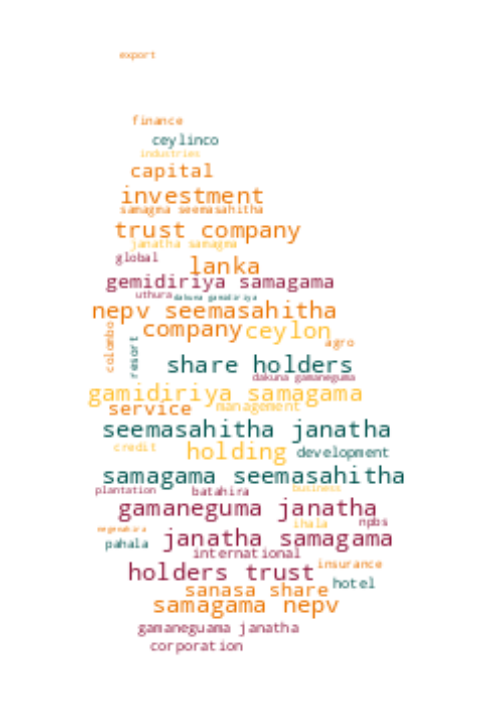 export
finance
ceylinco
industries
capital
investment
samagma seemasahitha
trust company
janatha samagma
global
lanka
gemidiriya samagama
uthura
dakuna gamidiriya
nepv seemasahitha
colombo
resort
company
ceylon
agro
share holders
dakuna gamaneguma
gamidiriya samagama
service
management
seemasahitha janatha
credit
holding
development
samagama seemasahitha
plantation
batahira
business
gamaneguma janatha
ihala
npbs
negenahira
pahala
janatha samagama
international
holders trust
insurance
hotel
sanasa share
samagama nepv
gamaneguama janatha
corporation